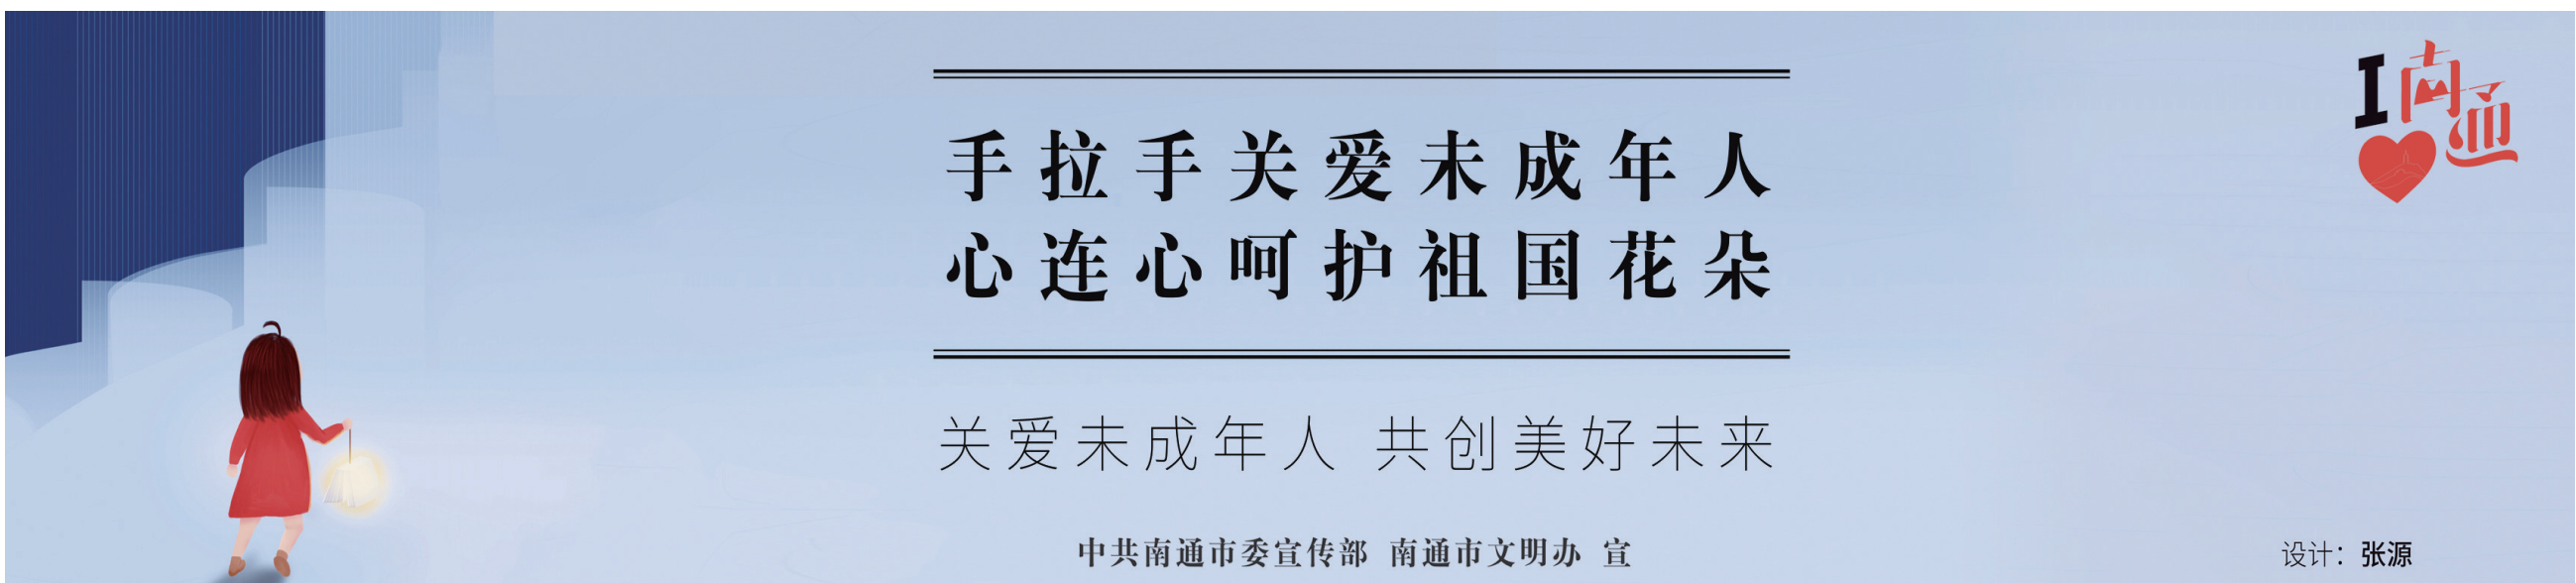 I 南通
手拉手关爱未成年人
心连心呵护祖国花朵
关爱未成年人 共创美好未来
中共南通市委宣传部 南通市文明办 宣
设计：张源